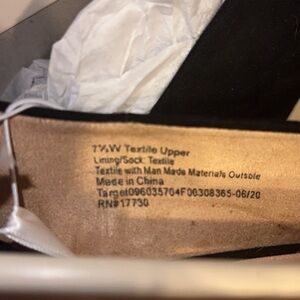 7½W Textile Upper
Lining/Sock: Textile
Textile with Man Made Materials Outsole
Made in China
Target096035704F00308365-06/20
RN#17730